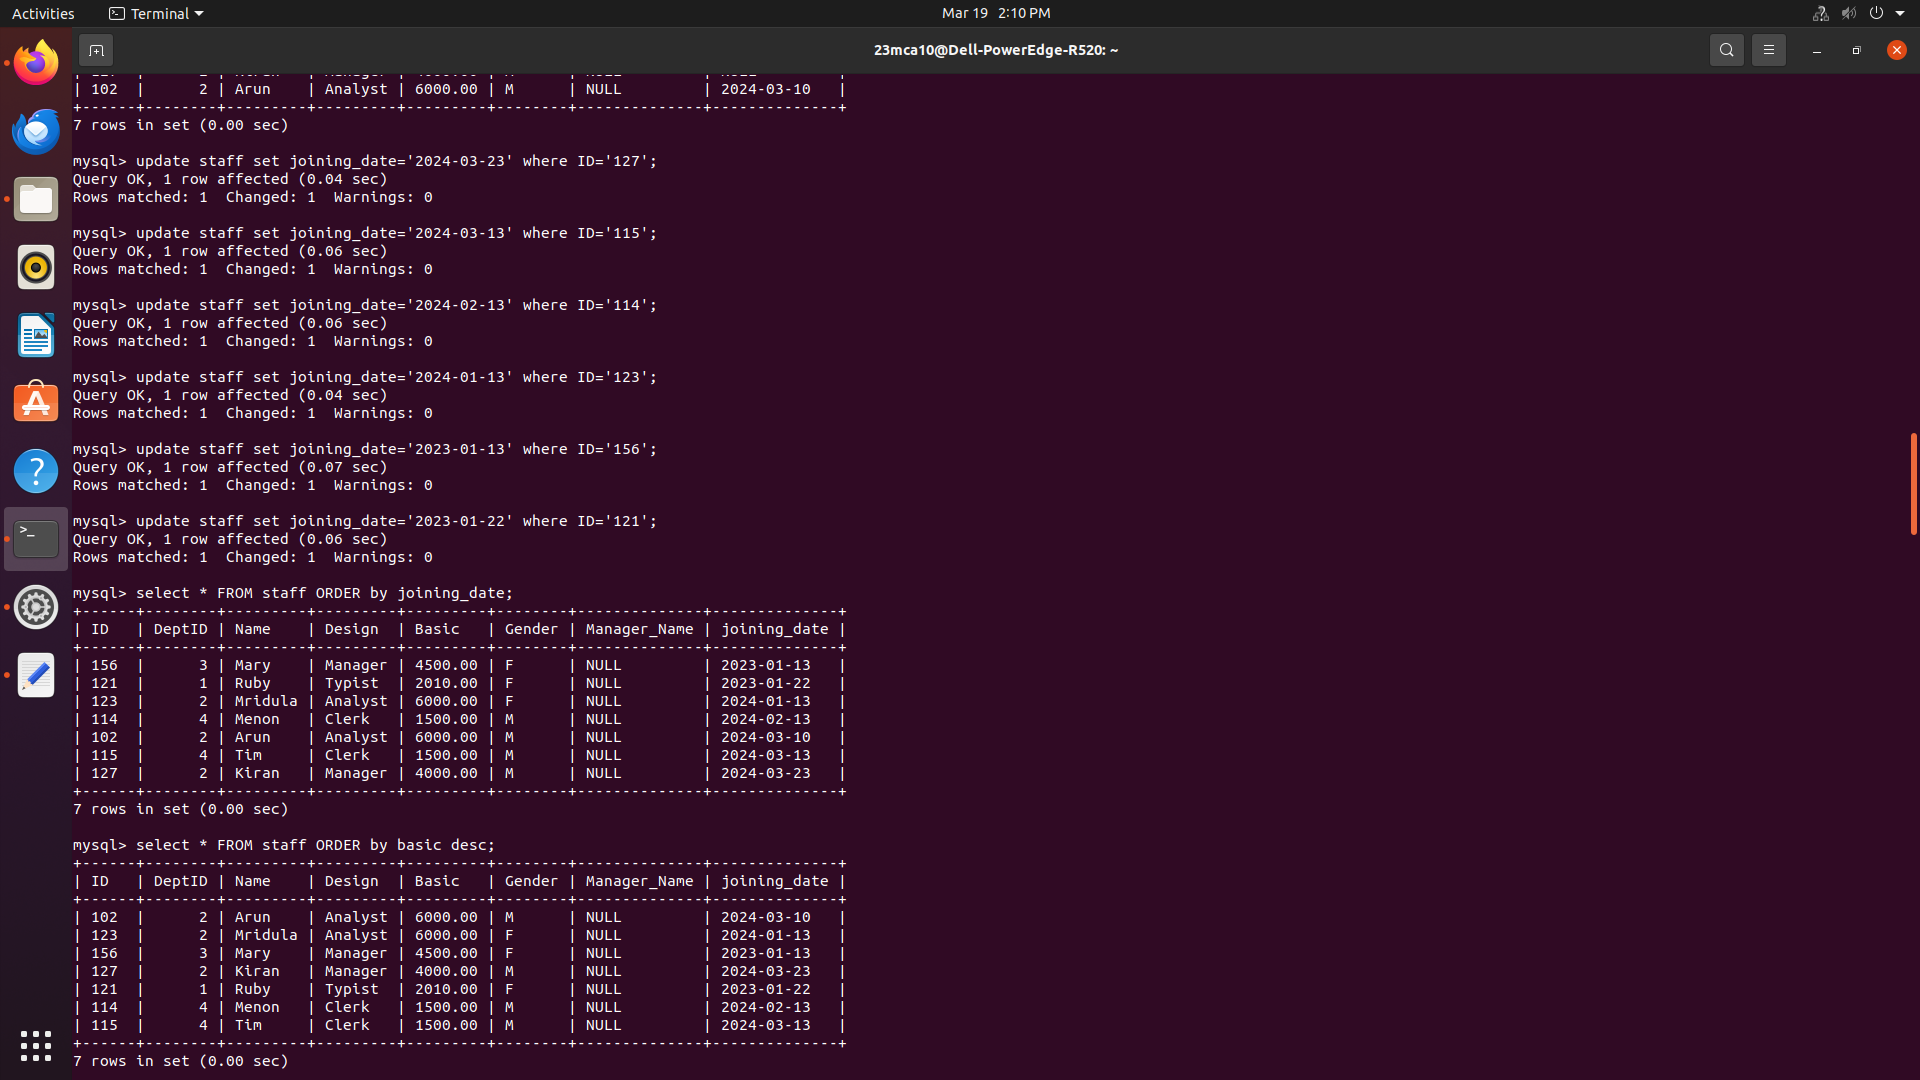 Activities Terminal Mar 19 2:10 PM
23mca10@Dell-PowerEdge-R520: ~
| 102  |      2 | Arun    | Analyst | 6000.00 | M      | NULL         | 2024-03-10   |
+------+--------+---------+---------+---------+--------+--------------+--------------+
7 rows in set (0.00 sec)
mysql> update staff set joining_date='2024-03-23' where ID='127';
Query OK, 1 row affected (0.04 sec)
Rows matched: 1  Changed: 1  Warnings: 0
mysql> update staff set joining_date='2024-03-13' where ID='115';
Query OK, 1 row affected (0.06 sec)
Rows matched: 1  Changed: 1  Warnings: 0
mysql> update staff set joining_date='2024-02-13' where ID='114';
Query OK, 1 row affected (0.06 sec)
Rows matched: 1  Changed: 1  Warnings: 0
mysql> update staff set joining_date='2024-01-13' where ID='123';
Query OK, 1 row affected (0.04 sec)
Rows matched: 1  Changed: 1  Warnings: 0
mysql> update staff set joining_date='2023-01-13' where ID='156';
Query OK, 1 row affected (0.07 sec)
Rows matched: 1  Changed: 1  Warnings: 0
mysql> update staff set joining_date='2023-01-22' where ID='121';
Query OK, 1 row affected (0.06 sec)
Rows matched: 1  Changed: 1  Warnings: 0
mysql> select * FROM staff ORDER by joining_date;
+------+--------+---------+---------+---------+--------+--------------+--------------+
| ID   | DeptID | Name    | Design  | Basic   | Gender | Manager_Name | joining_date |
+------+--------+---------+---------+---------+--------+--------------+--------------+
| 156  |      3 | Mary    | Manager | 4500.00 | F      | NULL         | 2023-01-13   |
| 121  |      1 | Ruby    | Typist  | 2010.00 | F      | NULL         | 2023-01-22   |
| 123  |      2 | Mridula | Analyst | 6000.00 | F      | NULL         | 2024-01-13   |
| 114  |      4 | Menon   | Clerk   | 1500.00 | M      | NULL         | 2024-02-13   |
| 102  |      2 | Arun    | Analyst | 6000.00 | M      | NULL         | 2024-03-10   |
| 115  |      4 | Tim     | Clerk   | 1500.00 | M      | NULL         | 2024-03-13   |
| 127  |      2 | Kiran   | Manager | 4000.00 | M      | NULL         | 2024-03-23   |
+------+--------+---------+---------+---------+--------+--------------+--------------+
7 rows in set (0.00 sec)
mysql> select * FROM staff ORDER by basic desc;
+------+--------+---------+---------+---------+--------+--------------+--------------+
| ID   | DeptID | Name    | Design  | Basic   | Gender | Manager_Name | joining_date |
+------+--------+---------+---------+---------+--------+--------------+--------------+
| 102  |      2 | Arun    | Analyst | 6000.00 | M      | NULL         | 2024-03-10   |
| 123  |      2 | Mridula | Analyst | 6000.00 | F      | NULL         | 2024-01-13   |
| 156  |      3 | Mary    | Manager | 4500.00 | F      | NULL         | 2023-01-13   |
| 127  |      2 | Kiran   | Manager | 4000.00 | M      | NULL         | 2024-03-23   |
| 121  |      1 | Ruby    | Typist  | 2010.00 | F      | NULL         | 2023-01-22   |
| 114  |      4 | Menon   | Clerk   | 1500.00 | M      | NULL         | 2024-02-13   |
| 115  |      4 | Tim     | Clerk   | 1500.00 | M      | NULL         | 2024-03-13   |
+------+--------+---------+---------+---------+--------+--------------+--------------+
7 rows in set (0.00 sec)